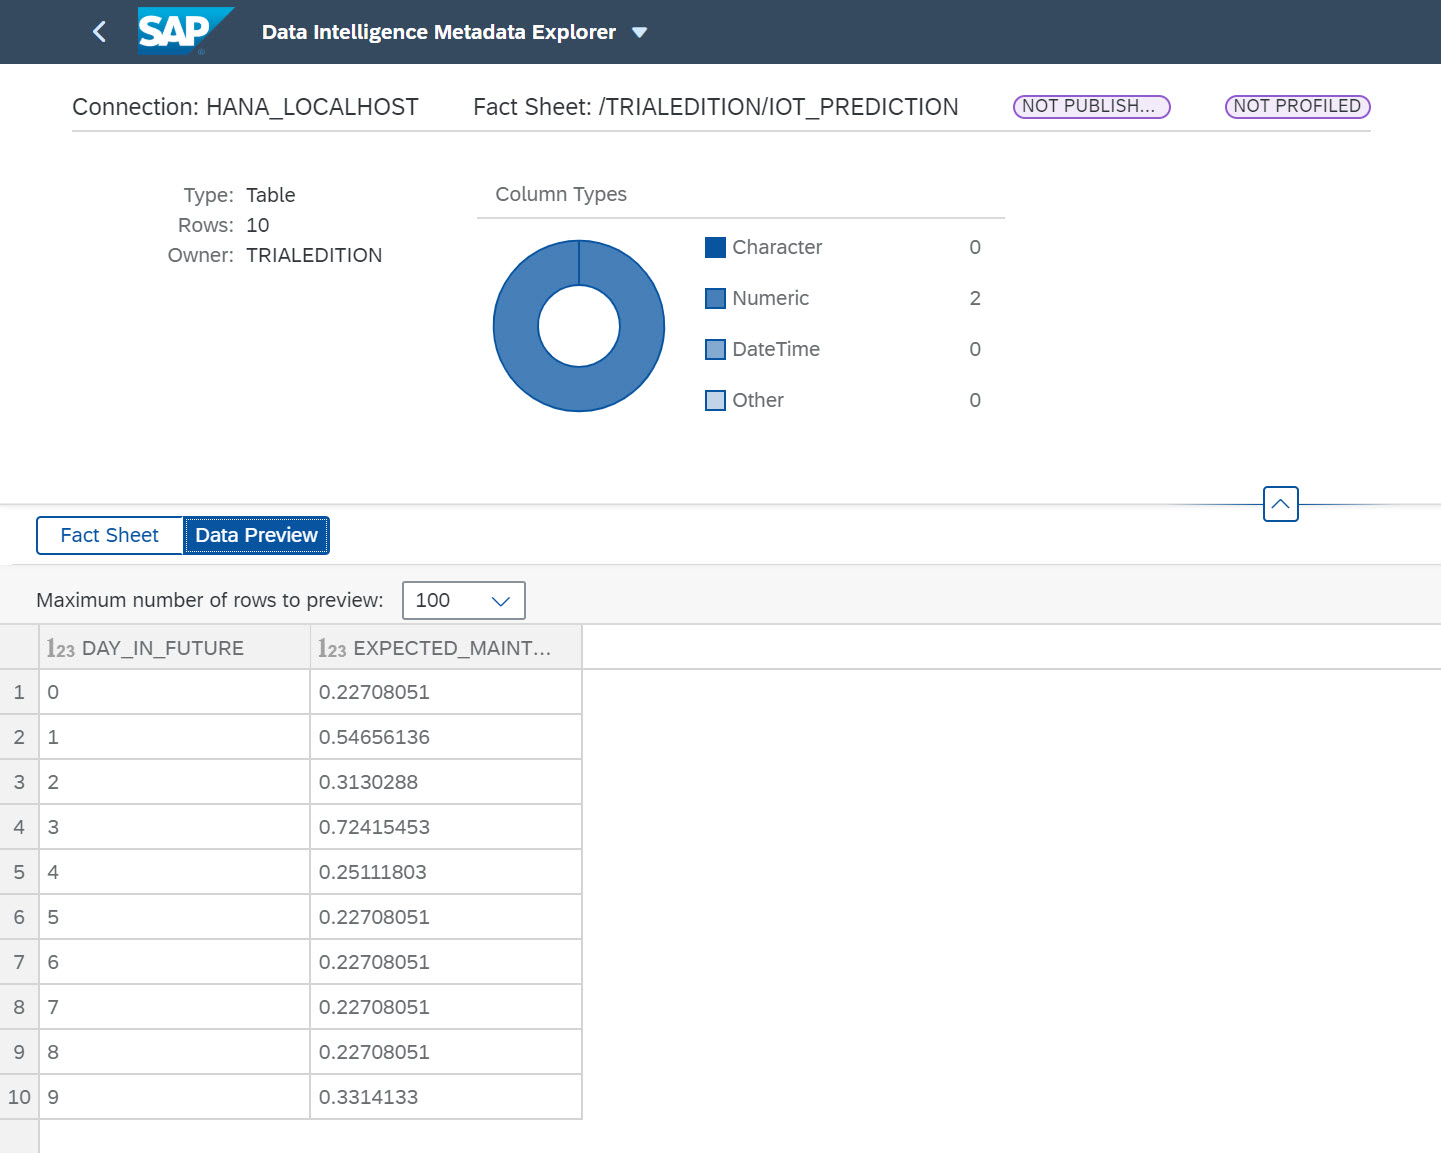 SAP Data Intelligence Metadata Explorer
Connection: HANA_LOCALHOST Fact Sheet: /TRIALEDITION/IOT_PREDICTION NOT PUBLISH... NOT PROFILED
Type: Table
Rows: 10
Owner: TRIALEDITION
Column Types
Character 0
Numeric 2
DateTime 0
Other 0
Fact Sheet Data Preview
Maximum number of rows to preview: 100
123 DAY_IN_FUTURE 123 EXPECTED_MAINT...
1 0 0.22708051
2 1 0.54656136
3 2 0.3130288
4 3 0.72415453
5 4 0.25111803
6 5 0.22708051
7 6 0.22708051
8 7 0.22708051
9 8 0.22708051
10 9 0.3314133